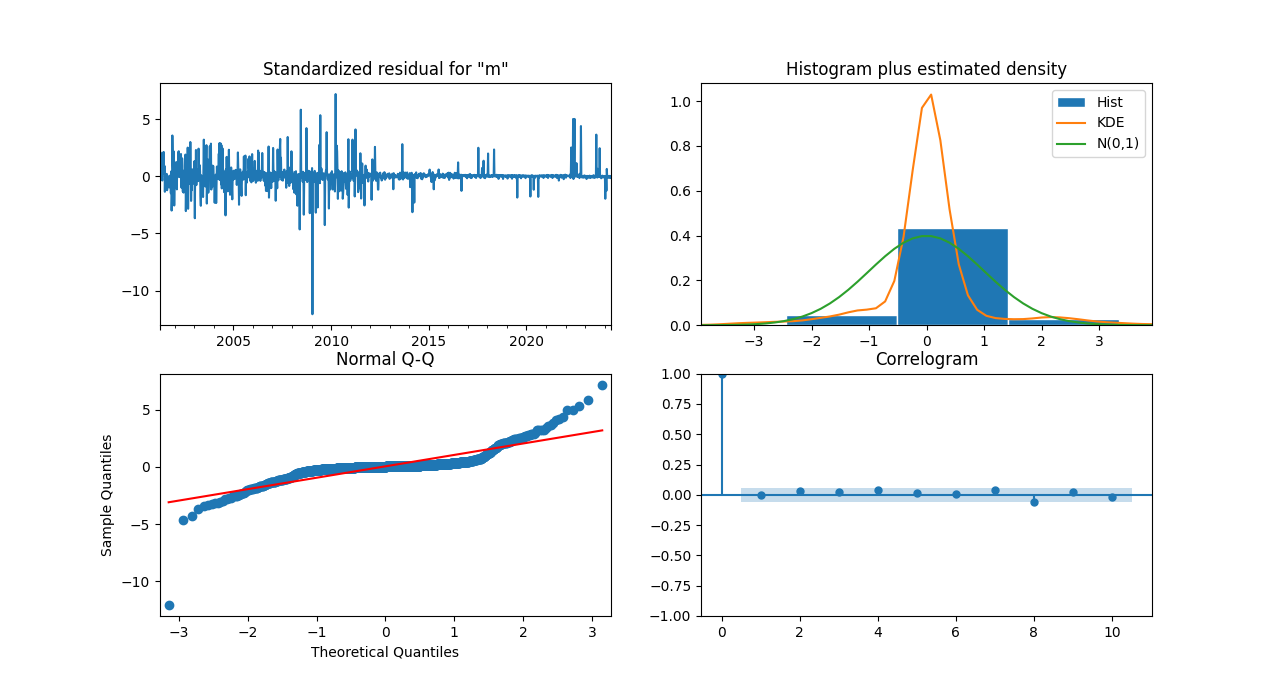 Standardized residual for "m"
5
0
−5
−10
2005 2010 2015 2020
Histogram plus estimated density
1.0
0.8
0.6
0.4
0.2
0.0
−3 −2 −1 0 1 2 3
Hist
KDE
N(0,1)
Normal Q-Q
Sample Quantiles
5
0
−5
−10
−3 −2 −1 0 1 2 3
Theoretical Quantiles
Correlogram
1.00
0.75
0.50
0.25
0.00
−0.25
−0.50
−0.75
−1.00
0 2 4 6 8 10